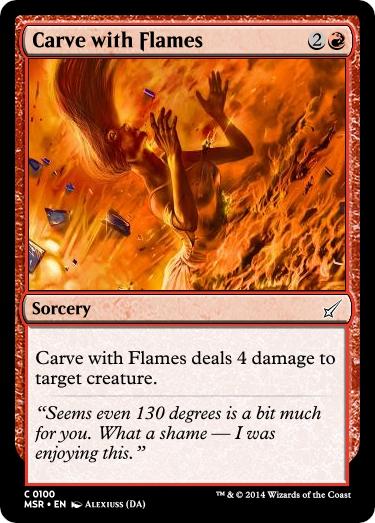 Carve with Flames 2
Sorcery
Carve with Flames deals 4 damage to
target creature.
“Seems even 130 degrees is a bit much
for you. What a shame — I was
enjoying this.”
C 0100
MSR • EN ALEXIUSS (DA)
™ & © 2014 Wizards of the Coast